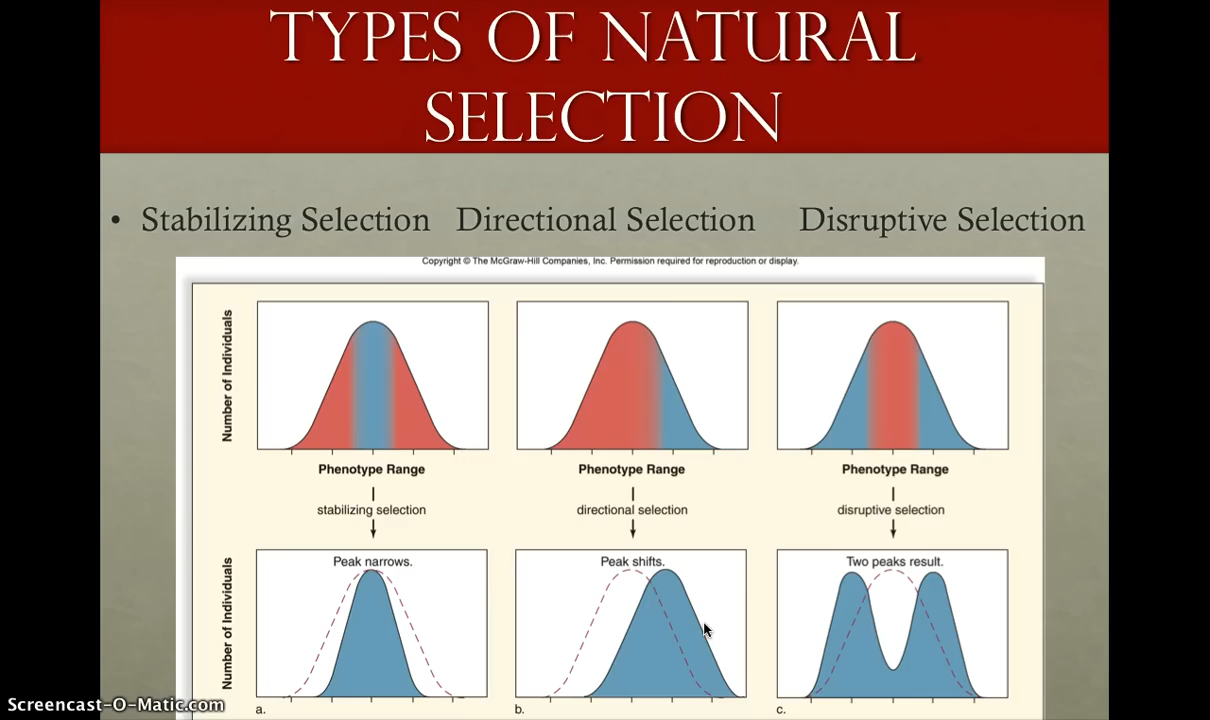 TYPES OF NATURAL
SELECTION
• Stabilizing Selection Directional Selection Disruptive Selection
Copyright © The McGraw-Hill Companies, Inc. Permission required for reproduction or display.
Number of Individuals
Phenotype Range Phenotype Range Phenotype Range
stabilizing selection directional selection disruptive selection
Number of Individuals
Peak narrows. Peak shifts. Two peaks result.
a. b. c.
Screencast-O-Matic.com